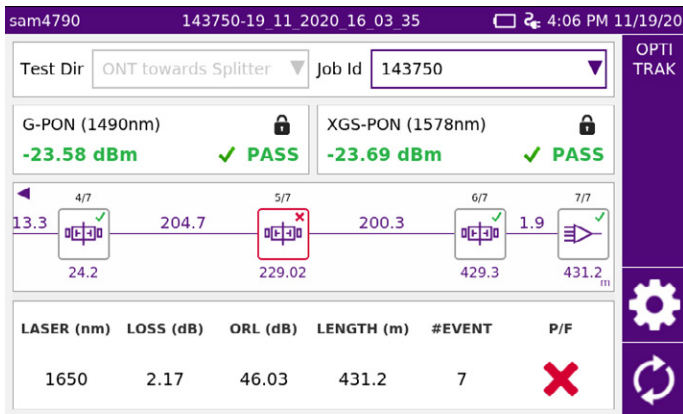 sam4790 143750-19_11_2020_16_03_35 4:06 PM 11/19/20
OPTI
TRAK
Test Dir ONT towards Splitter Job Id 143750
G-PON (1490nm) XGS-PON (1578nm)
-23.58 dBm PASS -23.69 dBm PASS
4/7 5/7 6/7 7/7
13.3 204.7 200.3 1.9
24.2 229.02 429.3 431.2
m
LASER (nm) LOSS (dB) ORL (dB) LENGTH (m) #EVENT P/F
1650 2.17 46.03 431.2 7